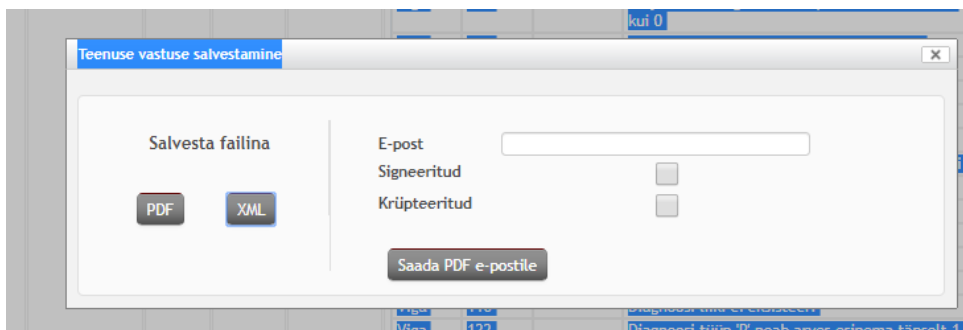 kui 0
Teenuse vastuse salvestamine
Salvesta failina
E-post
Signeeritud
PDF
XML
Krüpteeritud
Saada PDF e-postile
Viga 122 Diagnoosi tüüp 'P' peab arves esinema täpselt 1